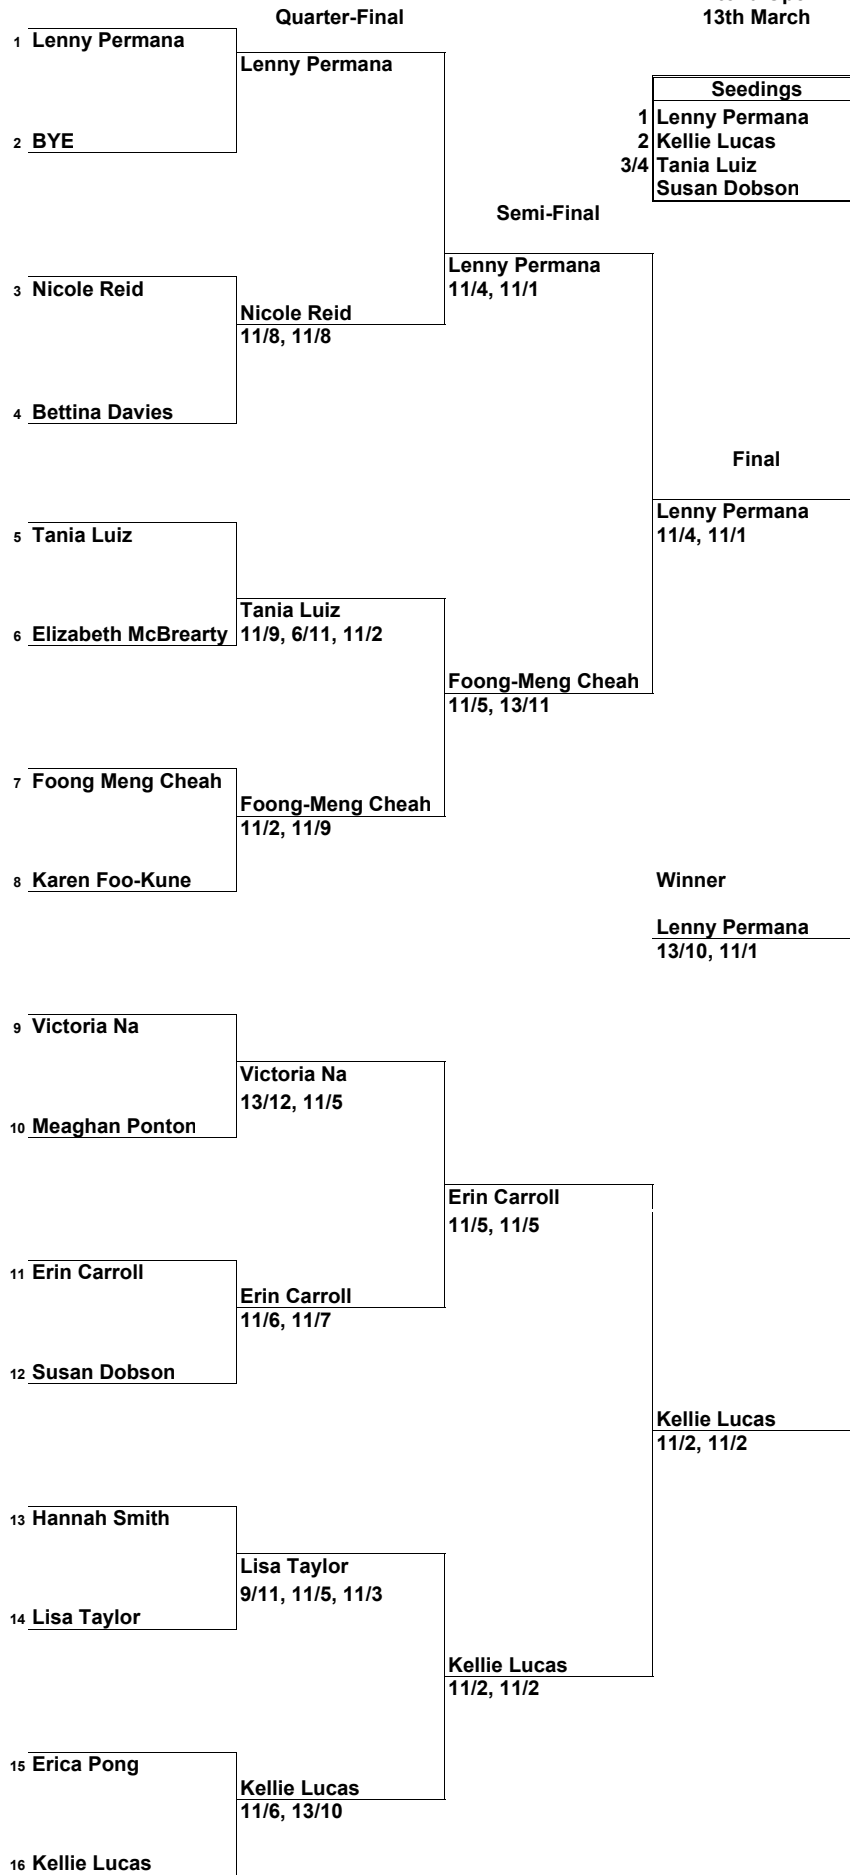 Quarter-Final
13th March
1 Lenny Permana
Lenny Permana
Seedings
1 Lenny Permana
2 BYE
2 Kellie Lucas
3/4 Tania Luiz
Susan Dobson
Semi-Final
Lenny Permana
3 Nicole Reid
11/4, 11/1
Nicole Reid
11/8, 11/8
4 Bettina Davies
Final
Lenny Permana
5 Tania Luiz
11/4, 11/1
Tania Luiz
6 Elizabeth McBrearty
11/9, 6/11, 11/2
Foong-Meng Cheah
11/5, 13/11
7 Foong Meng Cheah
Foong-Meng Cheah
11/2, 11/9
8 Karen Foo-Kune
Winner
Lenny Permana
13/10, 11/1
9 Victoria Na
Victoria Na
13/12, 11/5
10 Meaghan Ponton
Erin Carroll
11/5, 11/5
11 Erin Carroll
Erin Carroll
11/6, 11/7
12 Susan Dobson
Kellie Lucas
11/2, 11/2
13 Hannah Smith
Lisa Taylor
9/11, 11/5, 11/3
14 Lisa Taylor
Kellie Lucas
11/2, 11/2
15 Erica Pong
Kellie Lucas
11/6, 13/10
16 Kellie Lucas